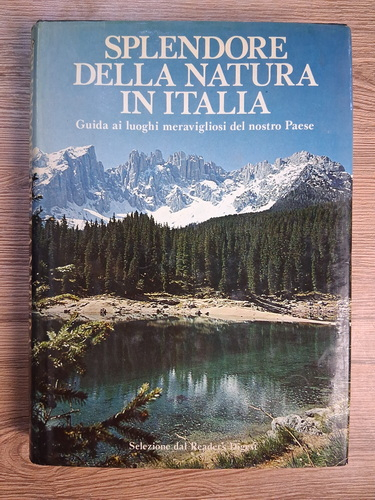 SPLENDORE
DELLA NATURA
IN ITALIA
Guida ai luoghi meravigliosi del nostro Paese
Selezione dal Reader's Digest